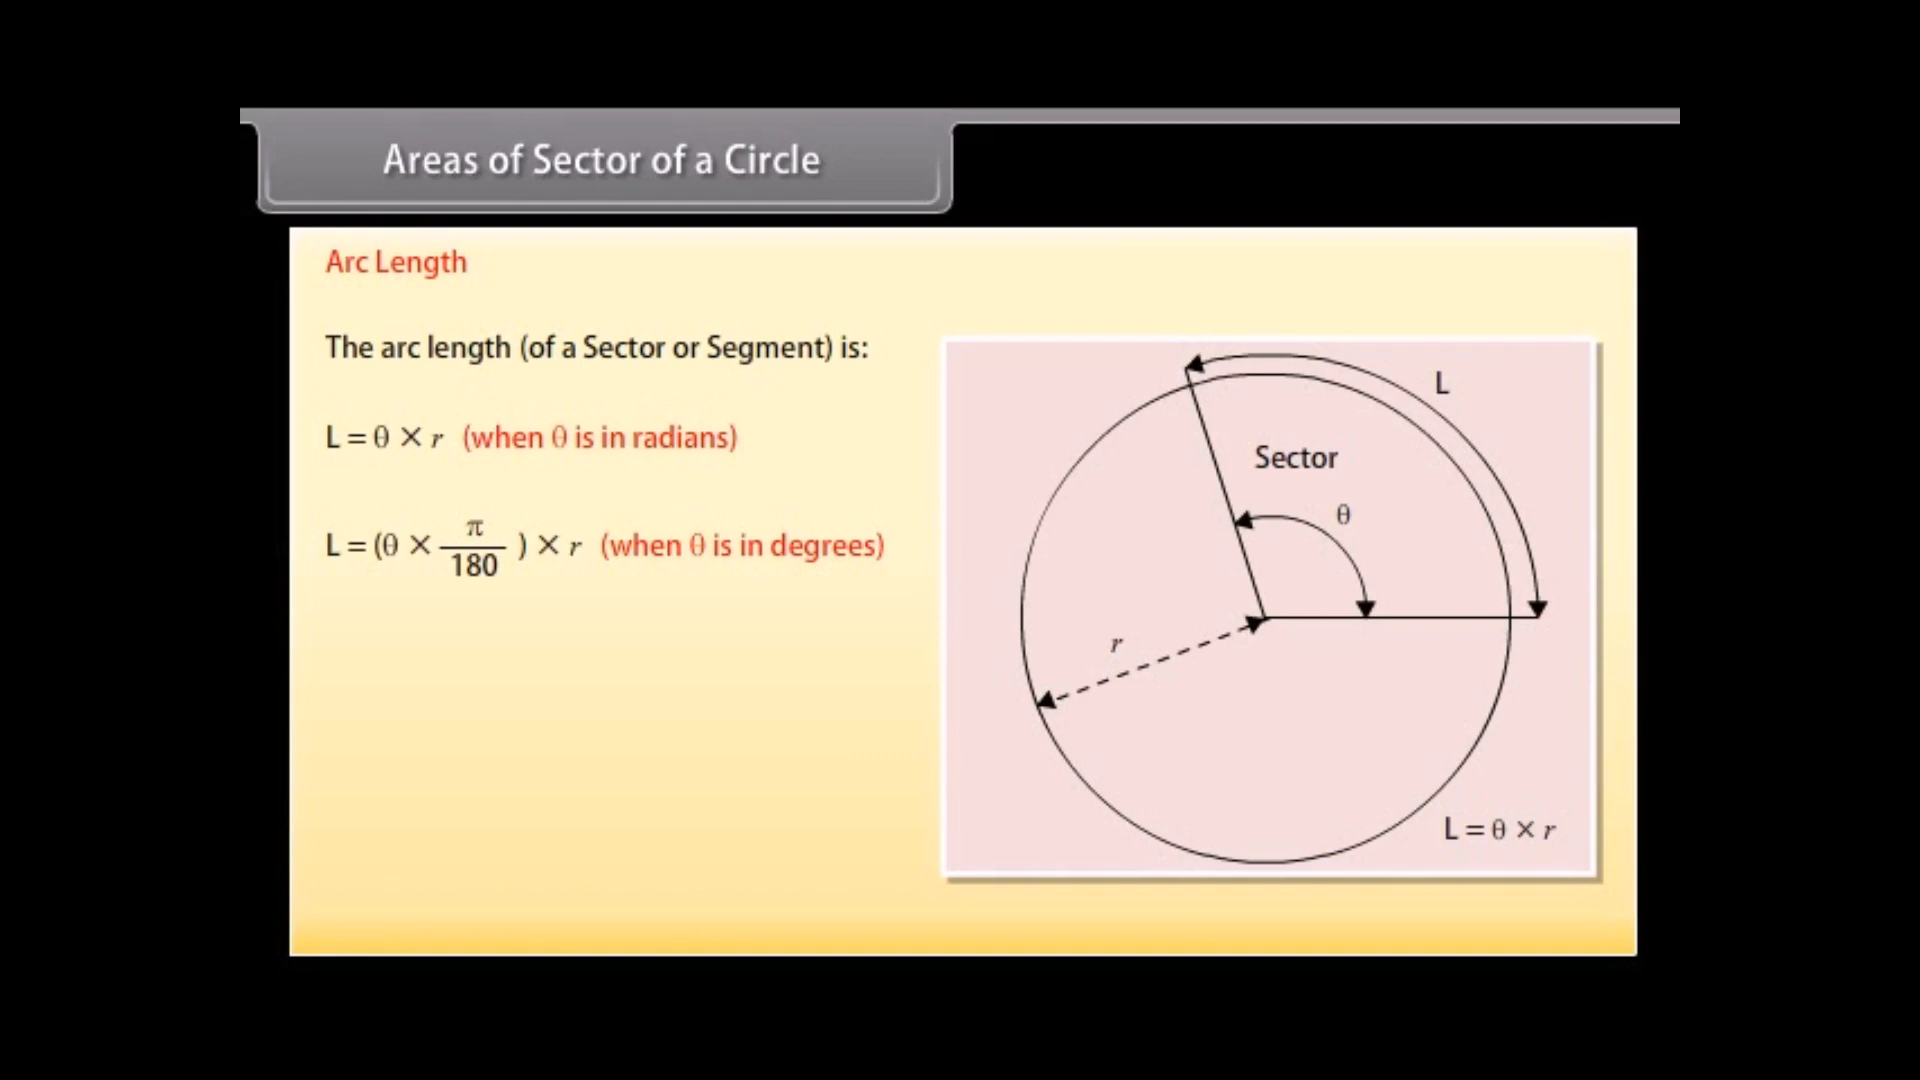 Areas of Sector of a Circle
Arc Length
The arc length (of a Sector or Segment) is:
L = θ × r (when θ is in radians)
L = (θ × π/180) × r (when θ is in degrees)
L
Sector
θ
r
L = θ × r